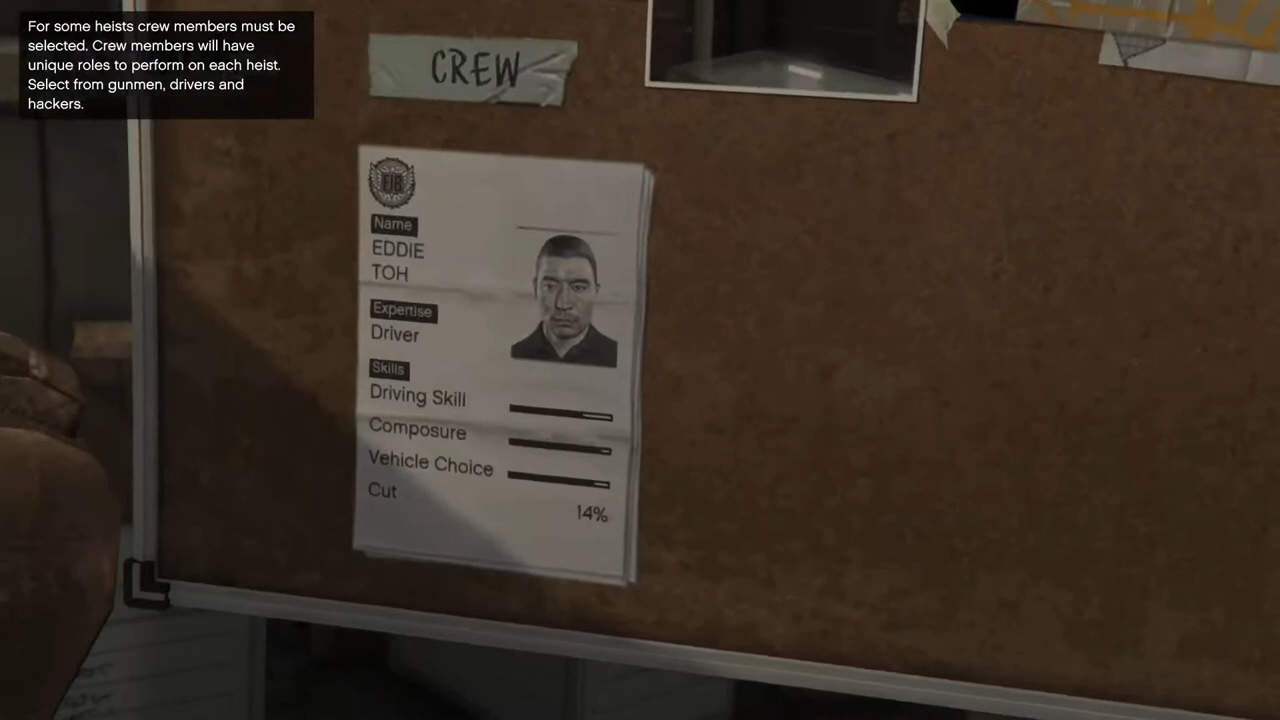 For some heists crew members must be
selected. Crew members will have
unique roles to perform on each heist.
Select from gunmen, drivers and
hackers.
CREW
FIB
Name
EDDIE
TOH
Expertise
Driver
Skills
Driving Skill
Composure
Vehicle Choice
Cut
14%